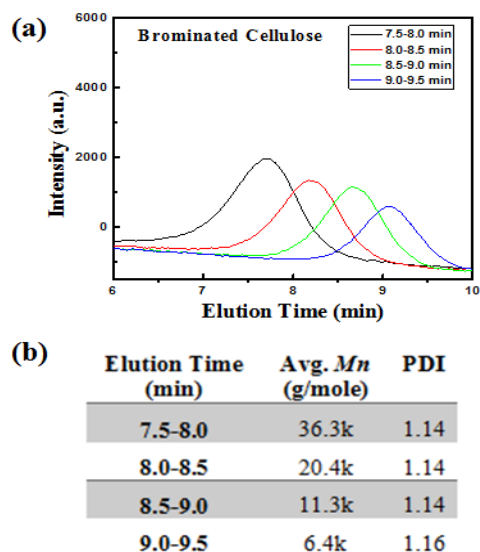 (a)
6000
Brominated Cellulose
7.5-8.0 min
8.0-8.5 min
8.5-9.0 min
9.0-9.5 min
4000
2000
0
Intensity (a.u.)
6 7 8 9 10
Elution Time (min)
(b)
Elution Time Avg. Mn PDI
(min) (g/mole)
7.5-8.0 36.3k 1.14
8.0-8.5 20.4k 1.14
8.5-9.0 11.3k 1.14
9.0-9.5 6.4k 1.16